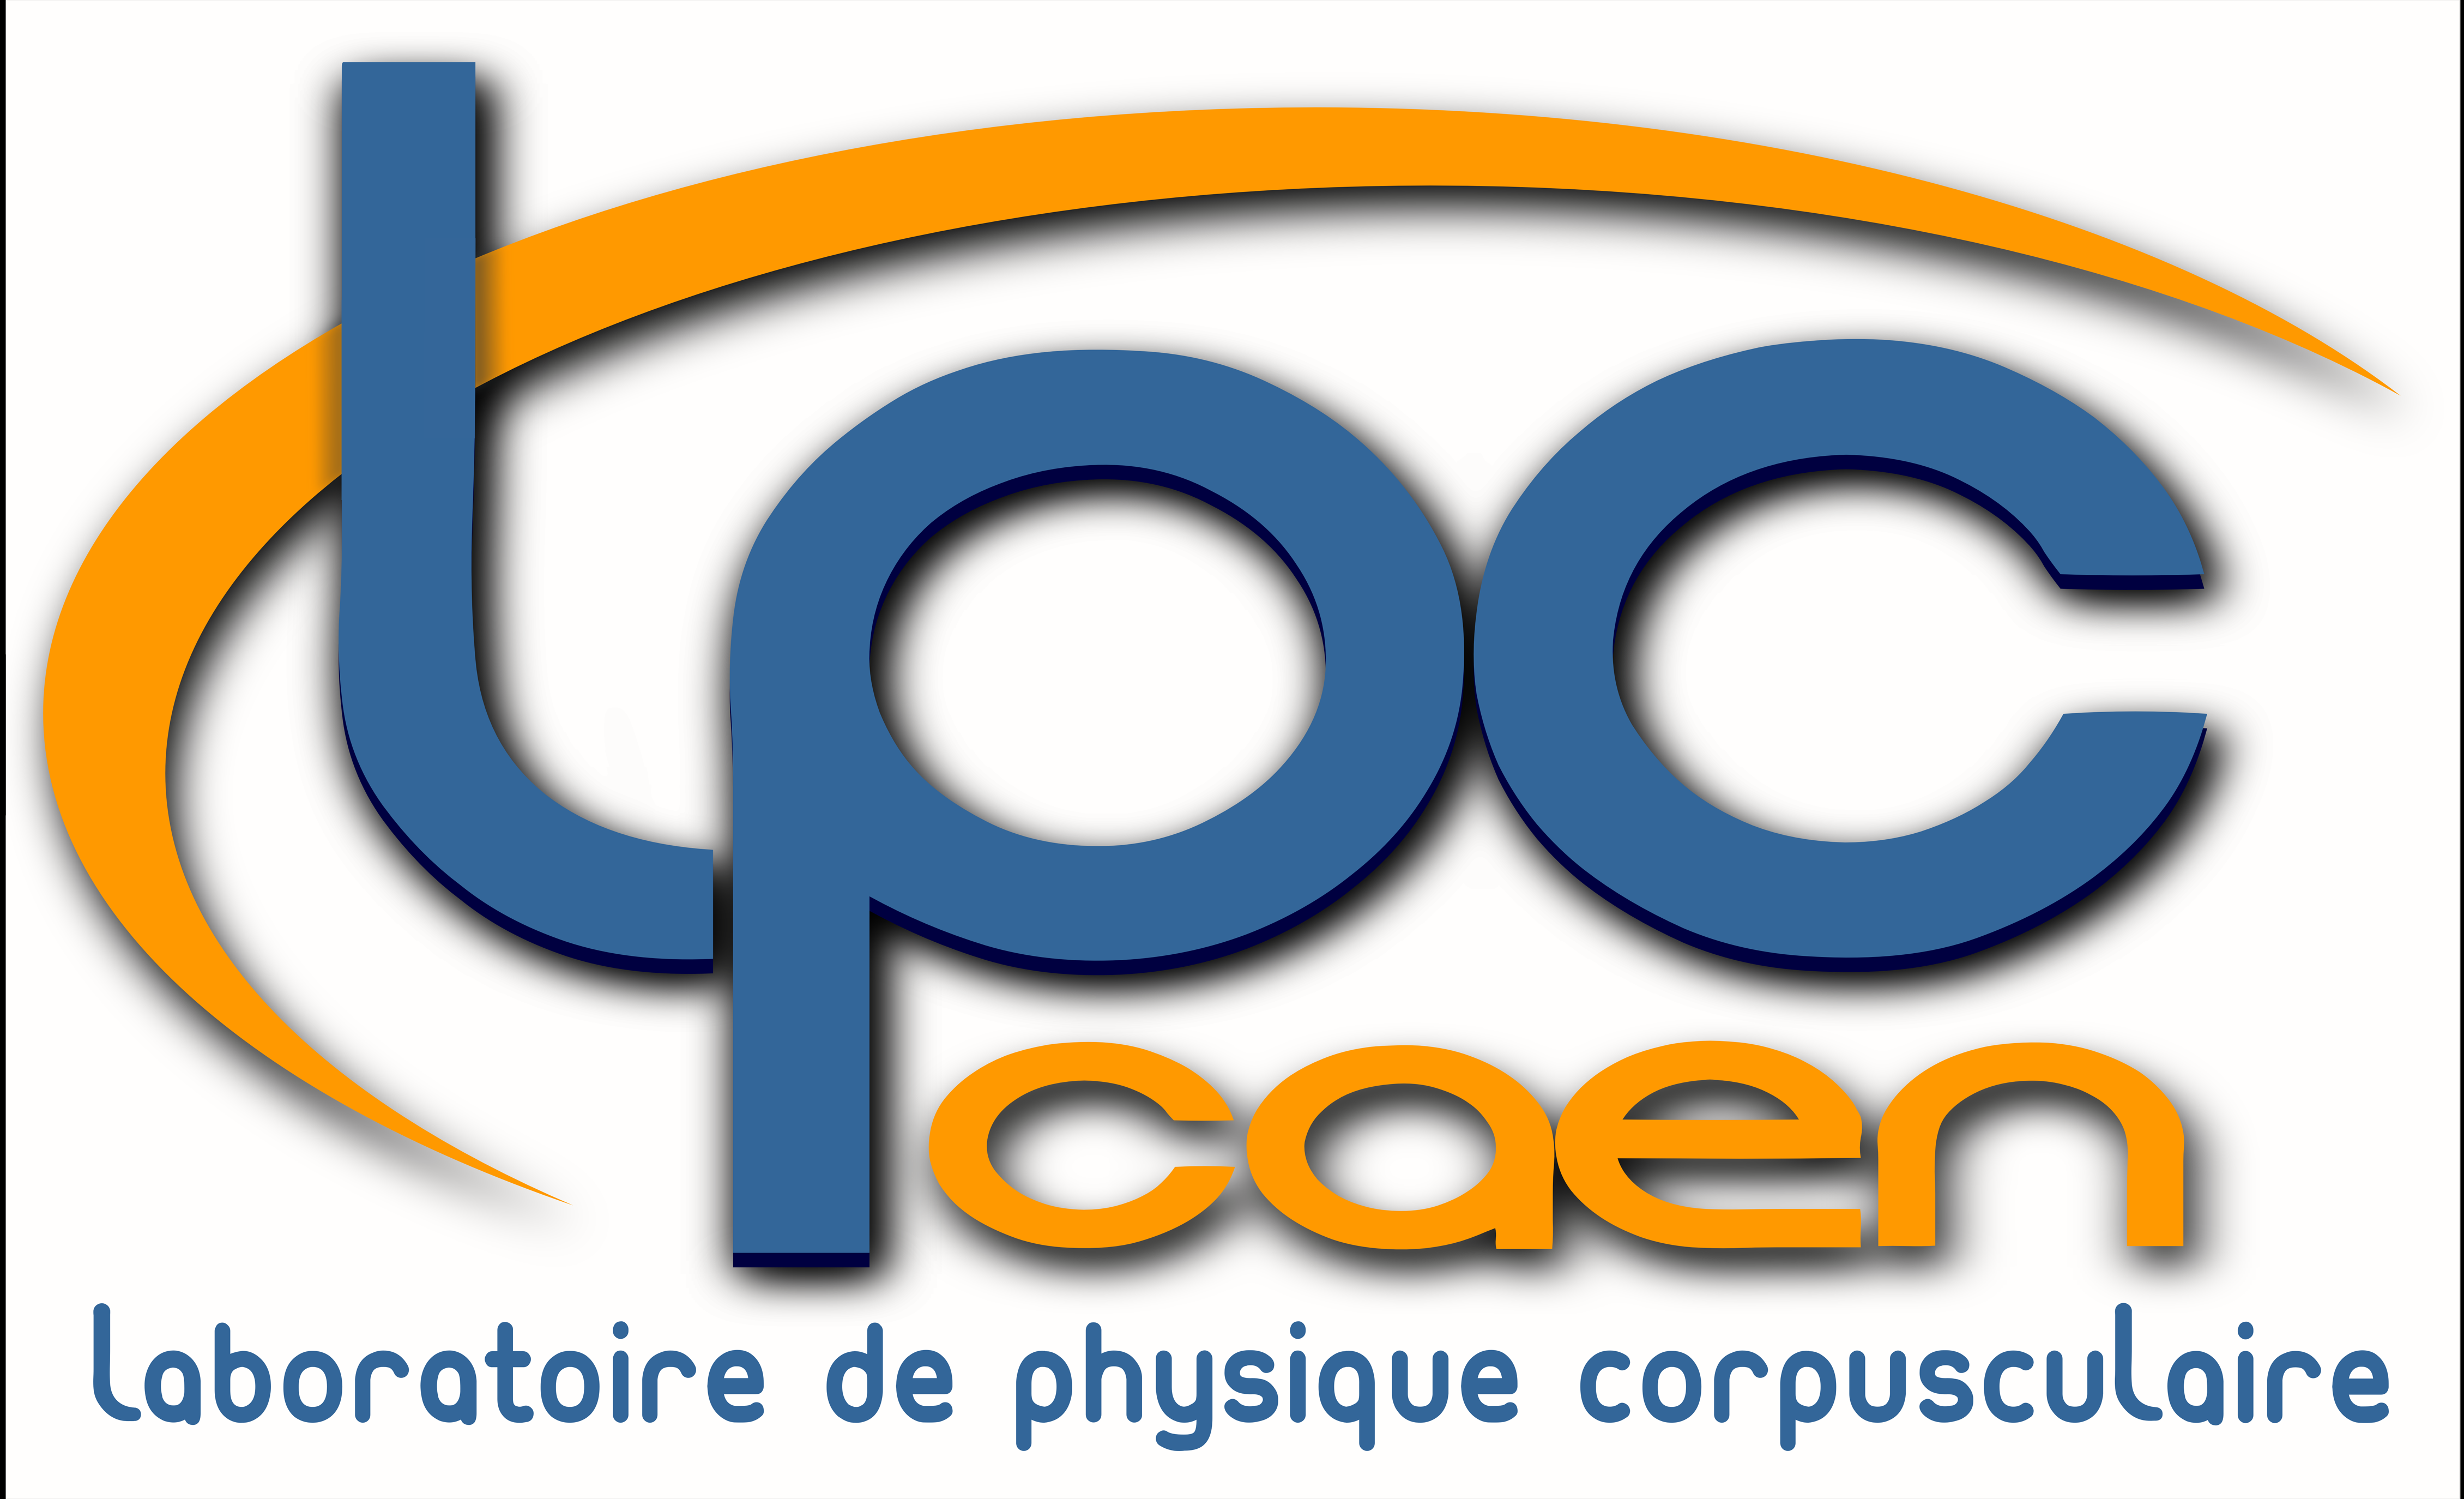 lpc
caen
laboratoire de physique corpusculaire